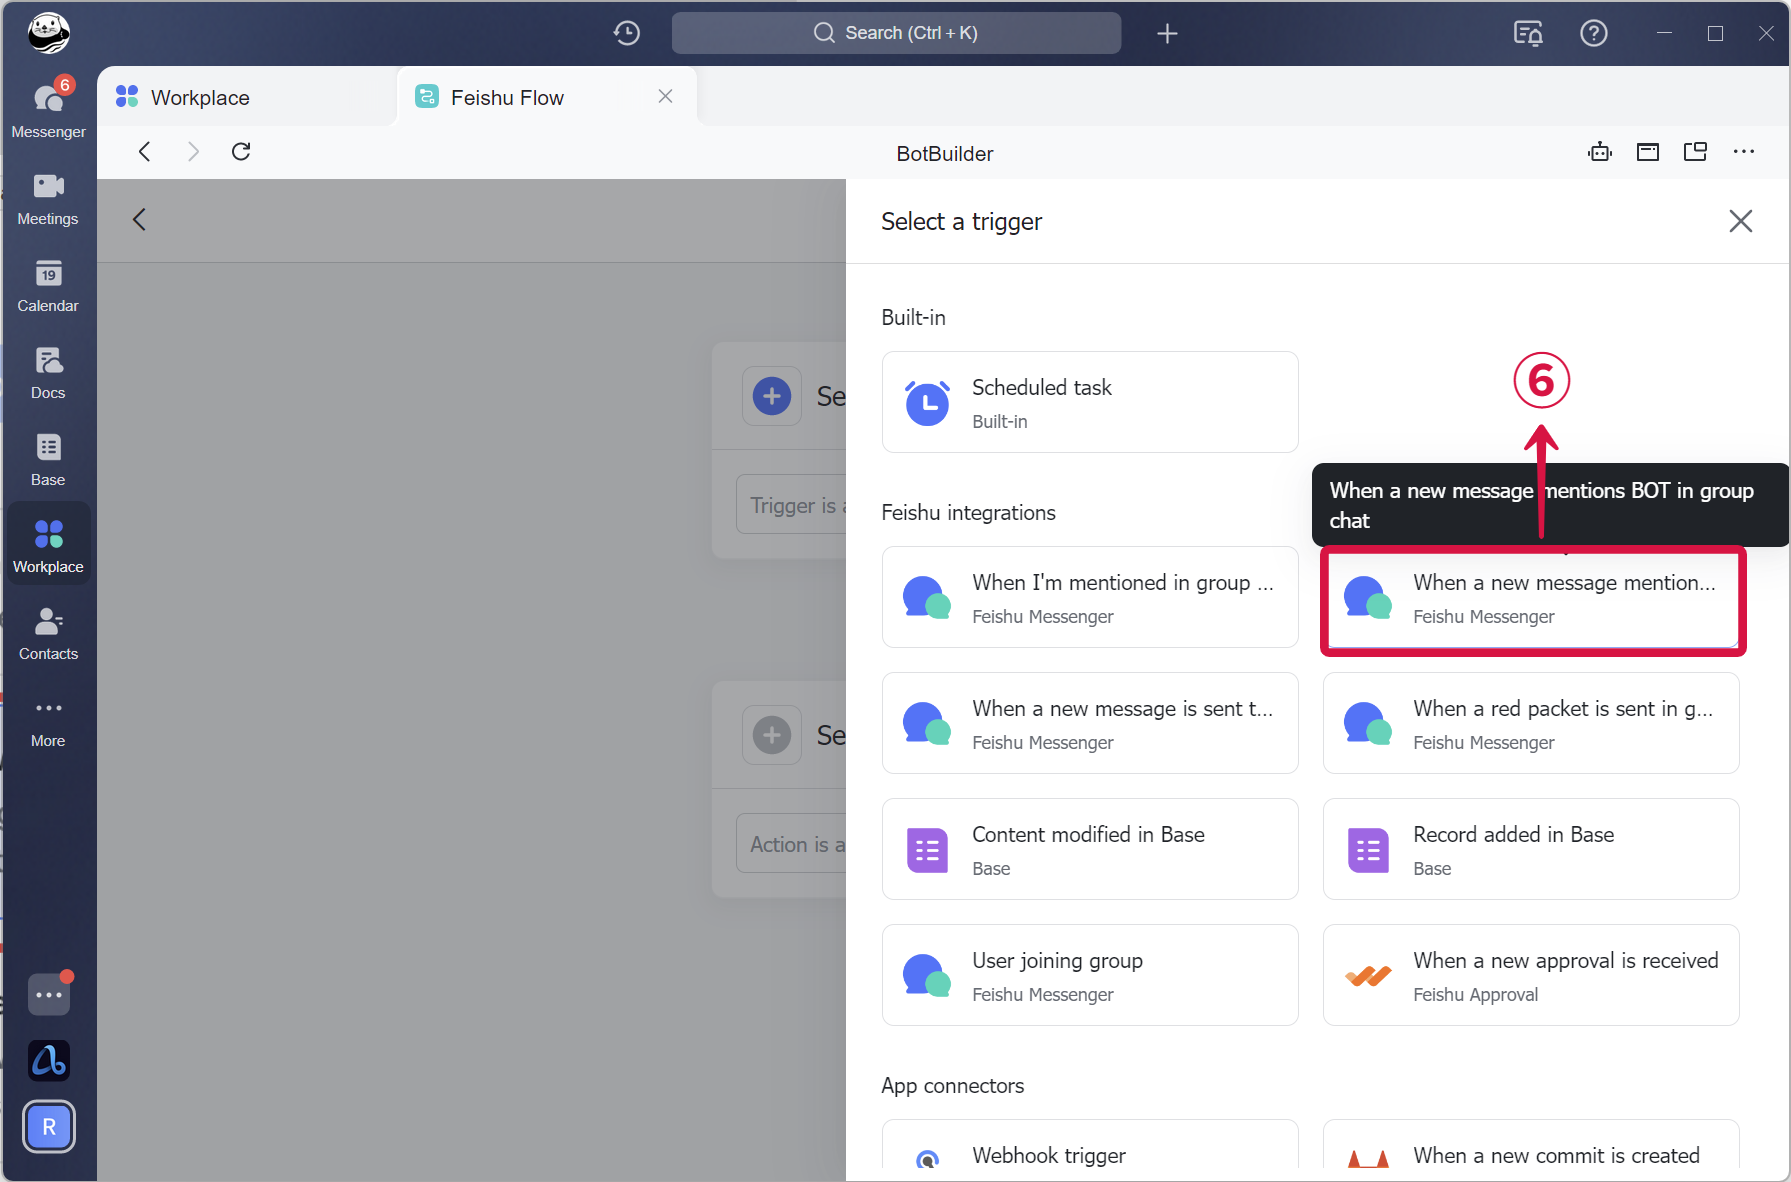 Search (Ctrl + K)
6
Messenger
Meetings
19
Calendar
Docs
Base
Workplace
Contacts
More
R
Workplace
Feishu Flow
BotBuilder
Se
Trigger is a
Se
Action is a
Select a trigger
Built-in
Scheduled task
Built-in
6
When a new message mentions BOT in group
chat
Feishu integrations
When I'm mentioned in group ...
Feishu Messenger
When a new message mention...
Feishu Messenger
When a new message is sent t...
Feishu Messenger
When a red packet is sent in g...
Feishu Messenger
Content modified in Base
Base
Record added in Base
Base
User joining group
Feishu Messenger
When a new approval is received
Feishu Approval
App connectors
Webhook trigger
When a new commit is created